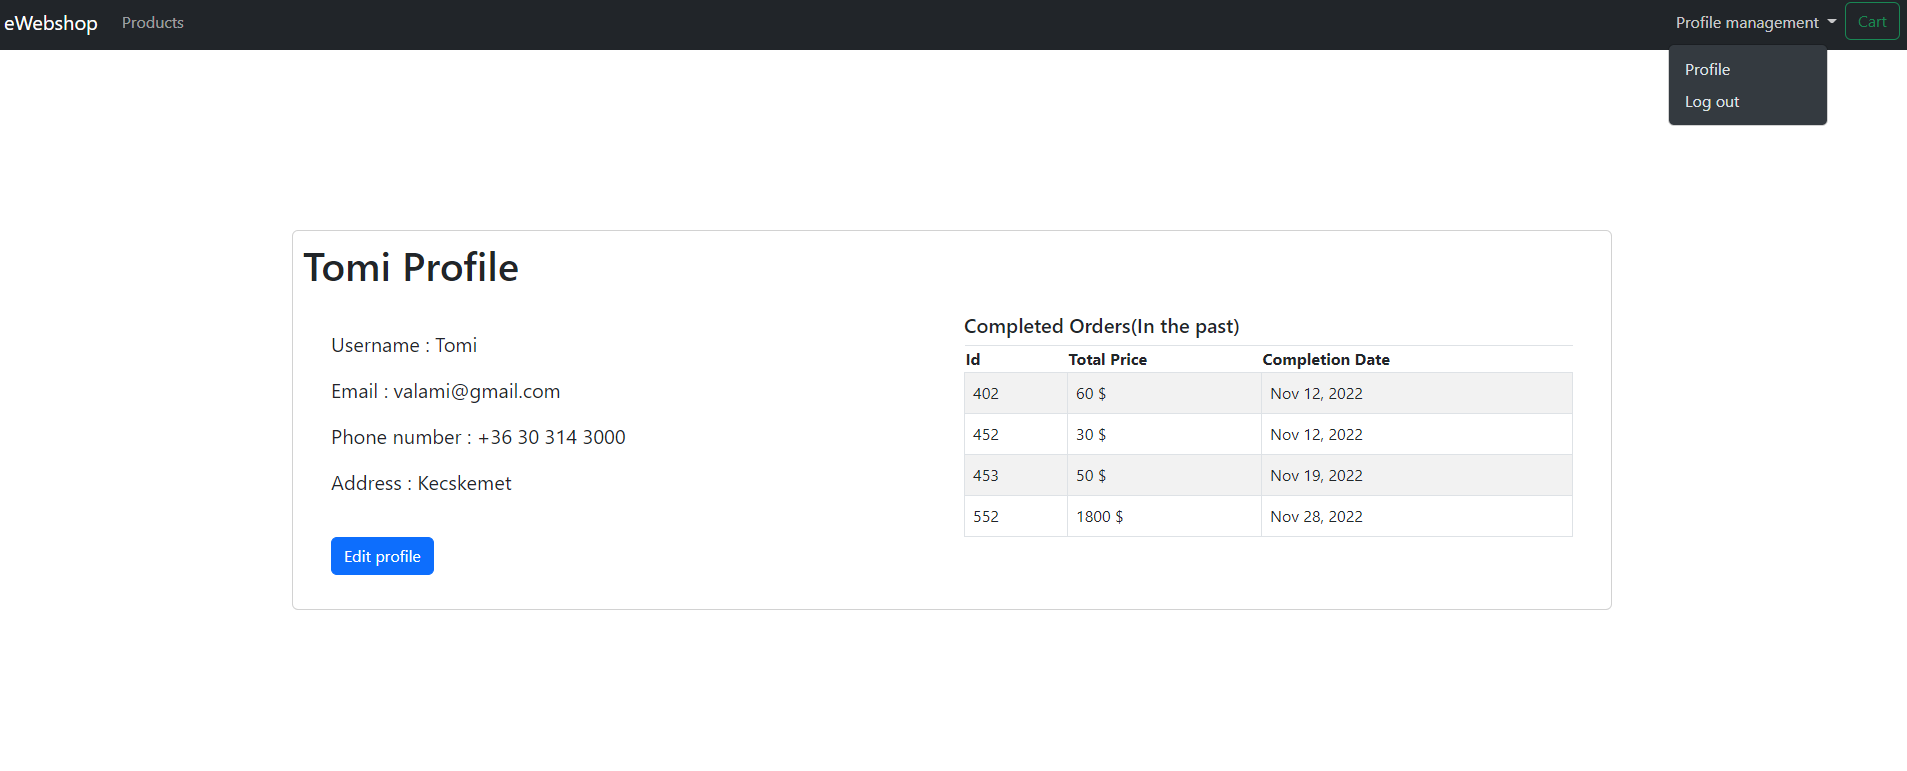 eWebshop Products Profile management Cart
Profile
Log out
Tomi Profile
Username : Tomi
Email : valami@gmail.com
Phone number : +36 30 314 3000
Address : Kecskemet
Edit profile
Completed Orders(In the past)
Id Total Price Completion Date
402 60 $ Nov 12, 2022
452 30 $ Nov 12, 2022
453 50 $ Nov 19, 2022
552 1800 $ Nov 28, 2022